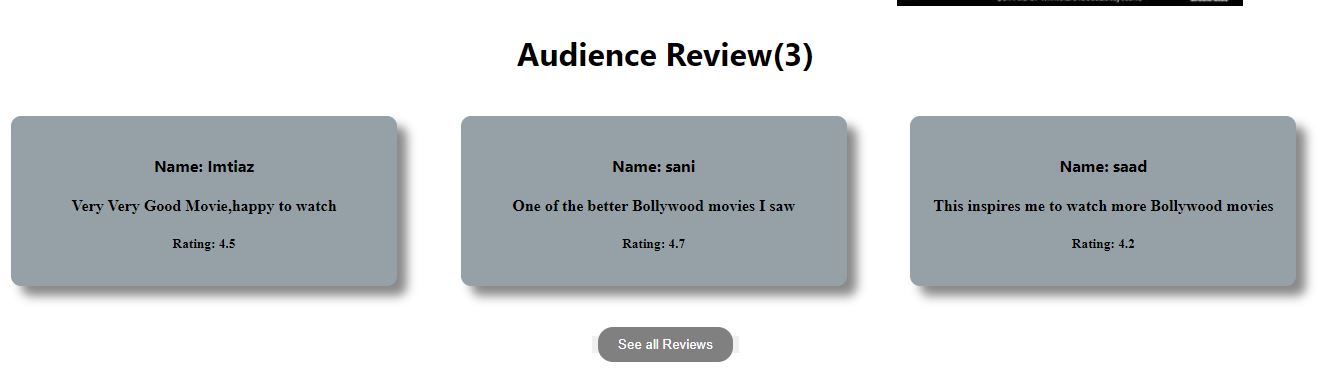 Audience Review(3)
Name: Imtiaz
Very Very Good Movie,happy to watch
Rating: 4.5
Name: sani
One of the better Bollywood movies I saw
Rating: 4.7
Name: saad
This inspires me to watch more Bollywood movies
Rating: 4.2
See all Reviews